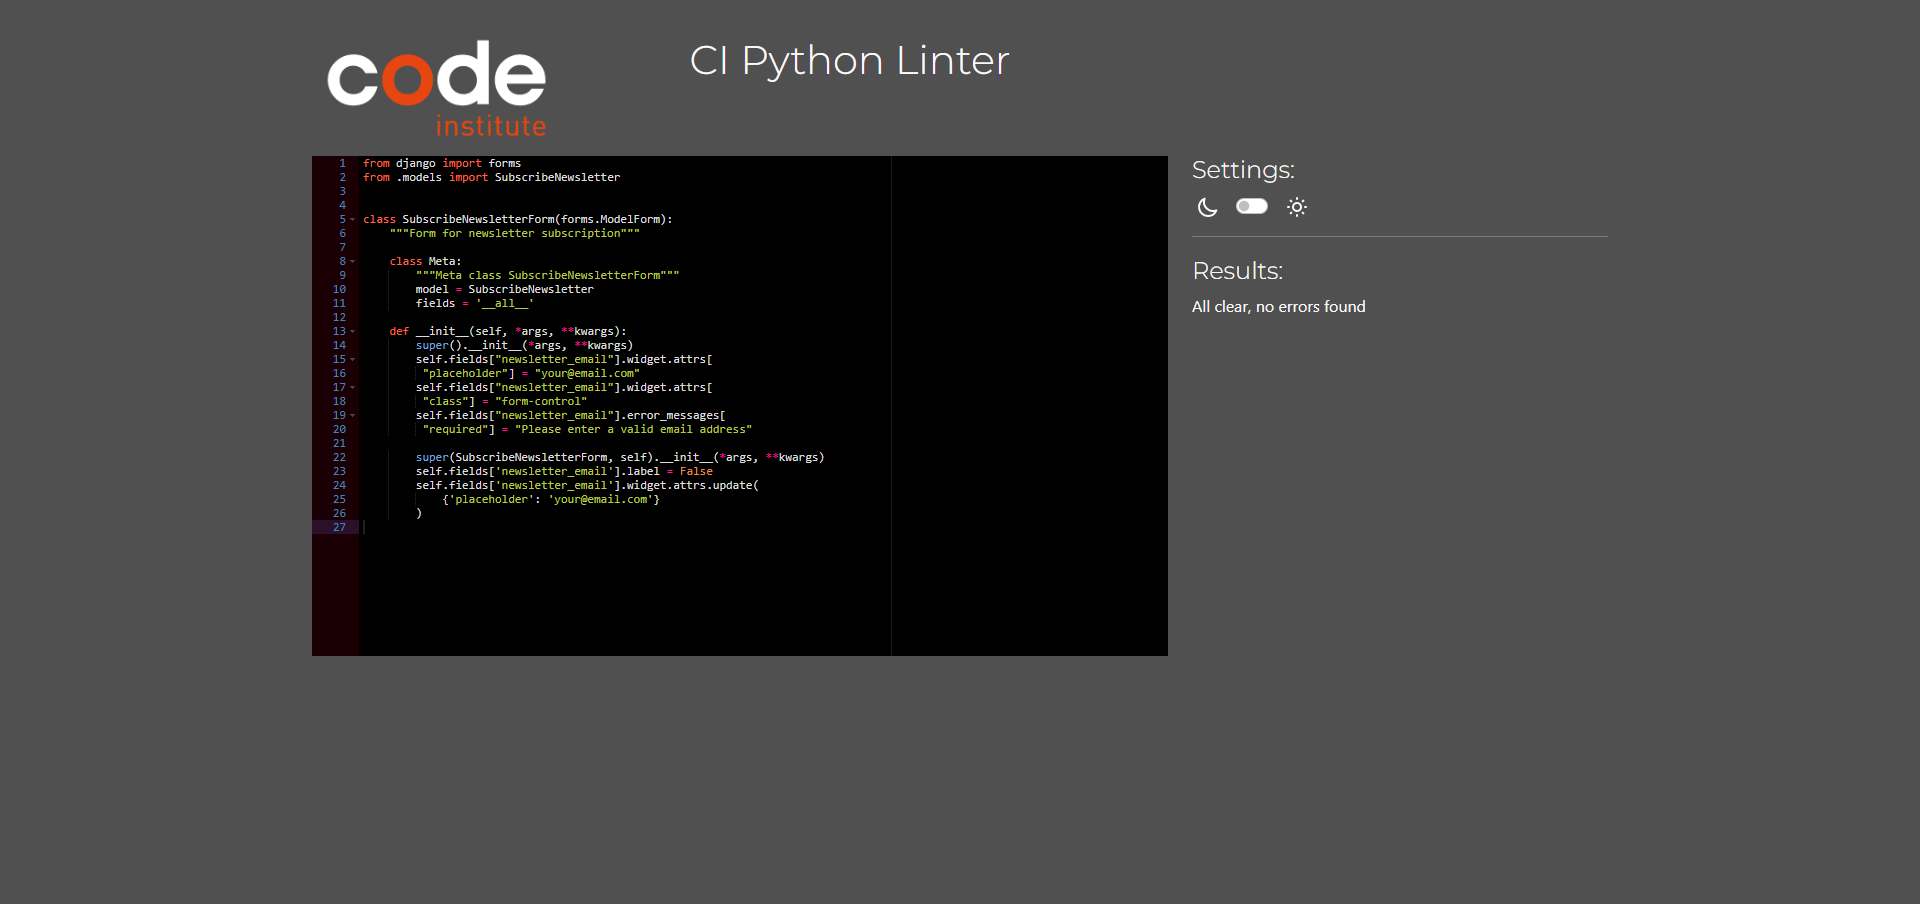 code
institute
CI Python Linter
1 from django import forms
2 from .models import SubscribeNewsletter
3
4
5 class SubscribeNewsletterForm(forms.ModelForm):
6     """Form for newsletter subscription"""
7
8     class Meta:
9         """Meta class SubscribeNewsletterForm"""
10         model = SubscribeNewsletter
11         fields = '__all__'
12
13     def __init__(self, *args, **kwargs):
14         super().__init__(*args, **kwargs)
15         self.fields["newsletter_email"].widget.attrs[
16          "placeholder"] = "your@email.com"
17         self.fields["newsletter_email"].widget.attrs[
18          "class"] = "form-control"
19         self.fields["newsletter_email"].error_messages[
20          "required"] = "Please enter a valid email address"
21
22         super(SubscribeNewsletterForm, self).__init__(*args, **kwargs)
23         self.fields['newsletter_email'].label = False
24         self.fields['newsletter_email'].widget.attrs.update(
25             {'placeholder': 'your@email.com'}
26         )
27
Settings:
Results:
All clear, no errors found